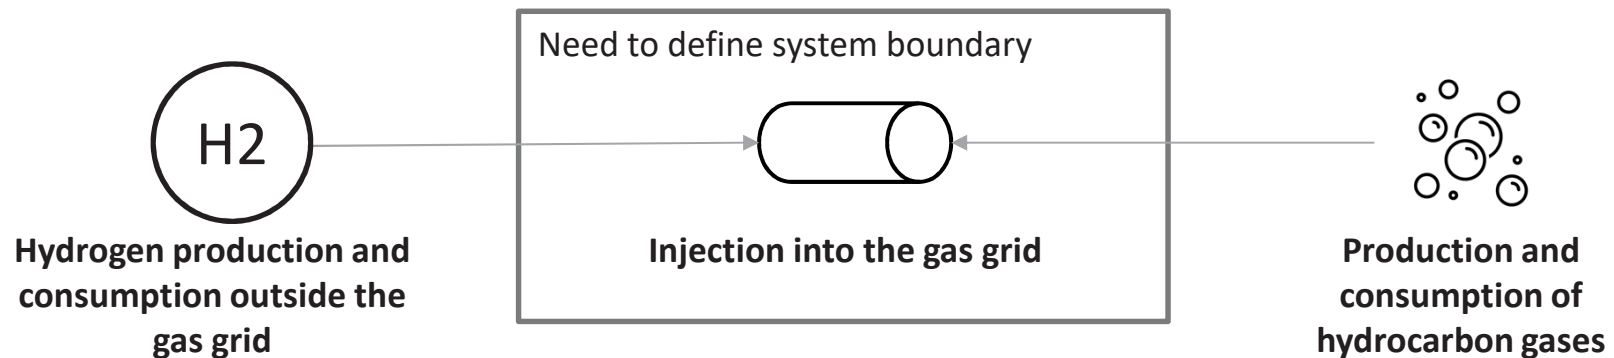 Need to define system boundary
H2
Hydrogen production and
consumption outside the
gas grid
Injection into the gas grid
Production and
consumption of
hydrocarbon gases